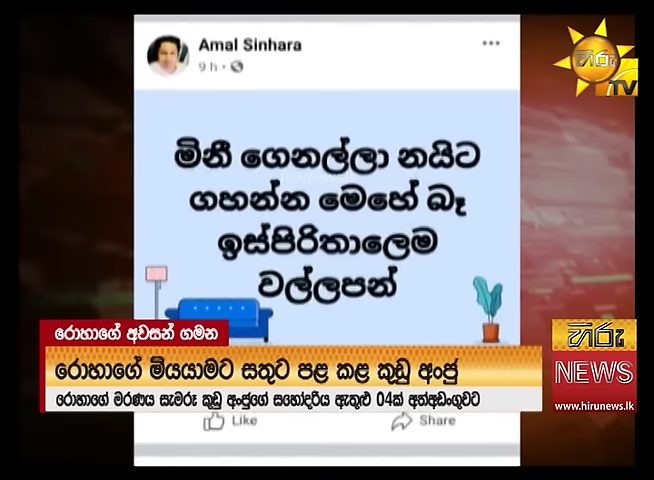 Amal Sinhara
9 h
හිරු
TV
මිනී ගෙනල්ලා නයිට
ගහන්න මෙහේ බෑ
ඉස්පිරිතාලෙම
වල්ලපන්
රොහාගේ අවසන් ගමන
හිරු
රොහාගේ මියයාමට සතුට පළ කළ කුඩු අංජු
NEWS
රොහාගේ මරණය සැමරූ කුඩු අංජුගේ සහෝදරිය ඇතුළු 04ක් අත්අඩංගුවට
www.hirunews.lk
Like
Share